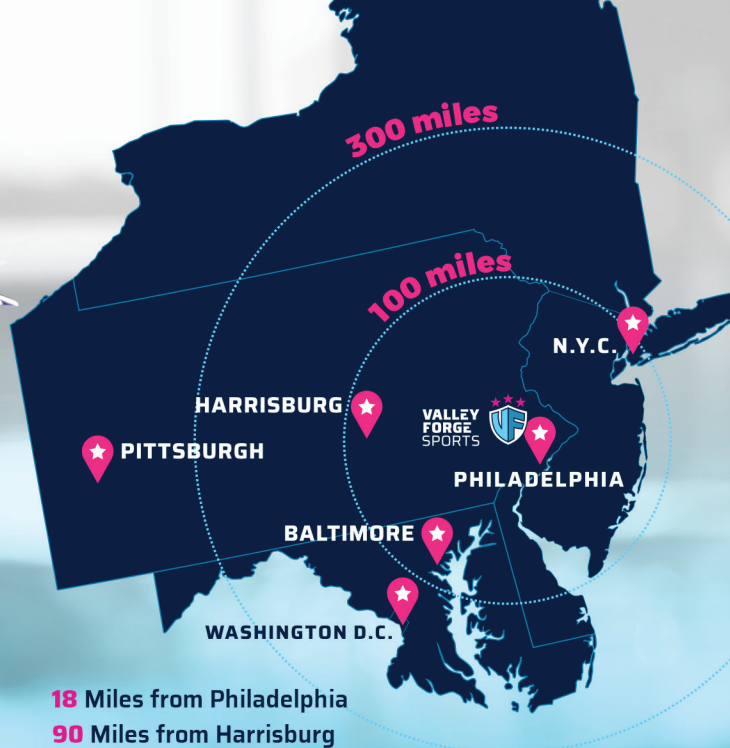 300 miles
100 miles
N.Y.C.
HARRISBURG
VALLEY
FORGE
SPORTS
VF
PITTSBURGH
PHILADELPHIA
BALTIMORE
WASHINGTON D.C.
18 Miles from Philadelphia
90 Miles from Harrisburg